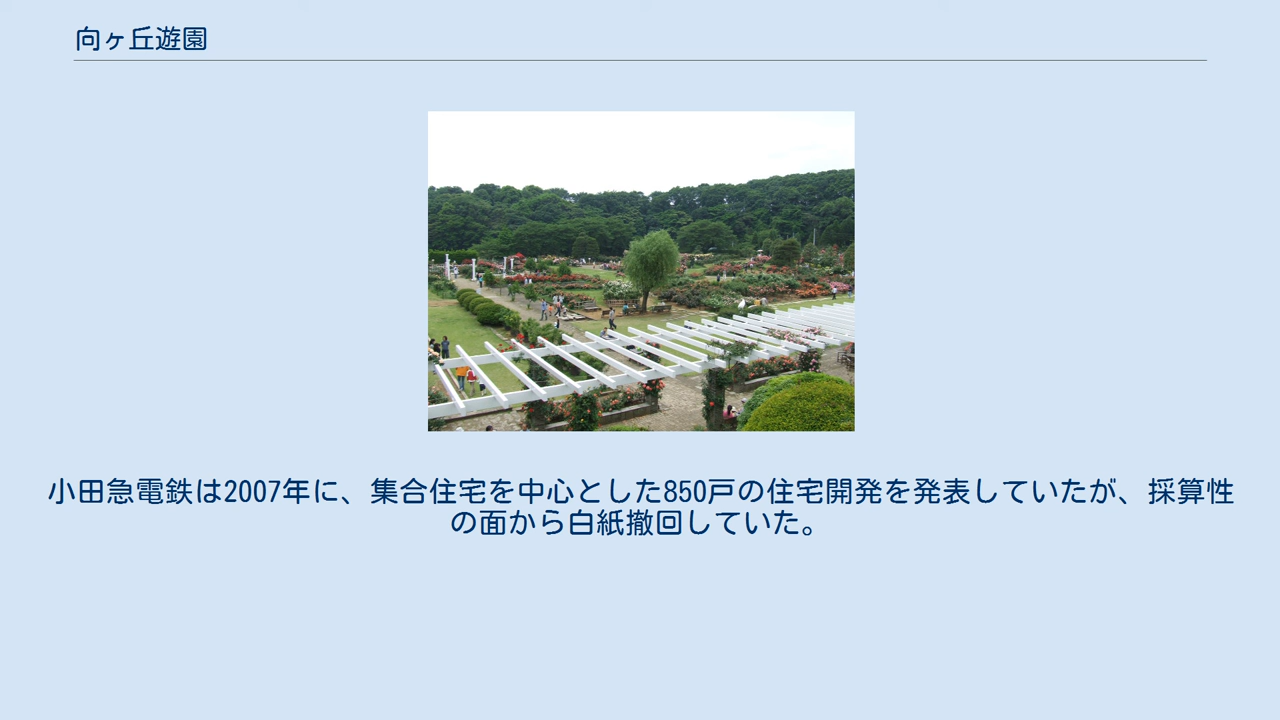 向ヶ丘遊園
小田急電鉄は2007年に、集合住宅を中心とした850戸の住宅開発を発表していたが、採算性
の面から白紙撤回していた。